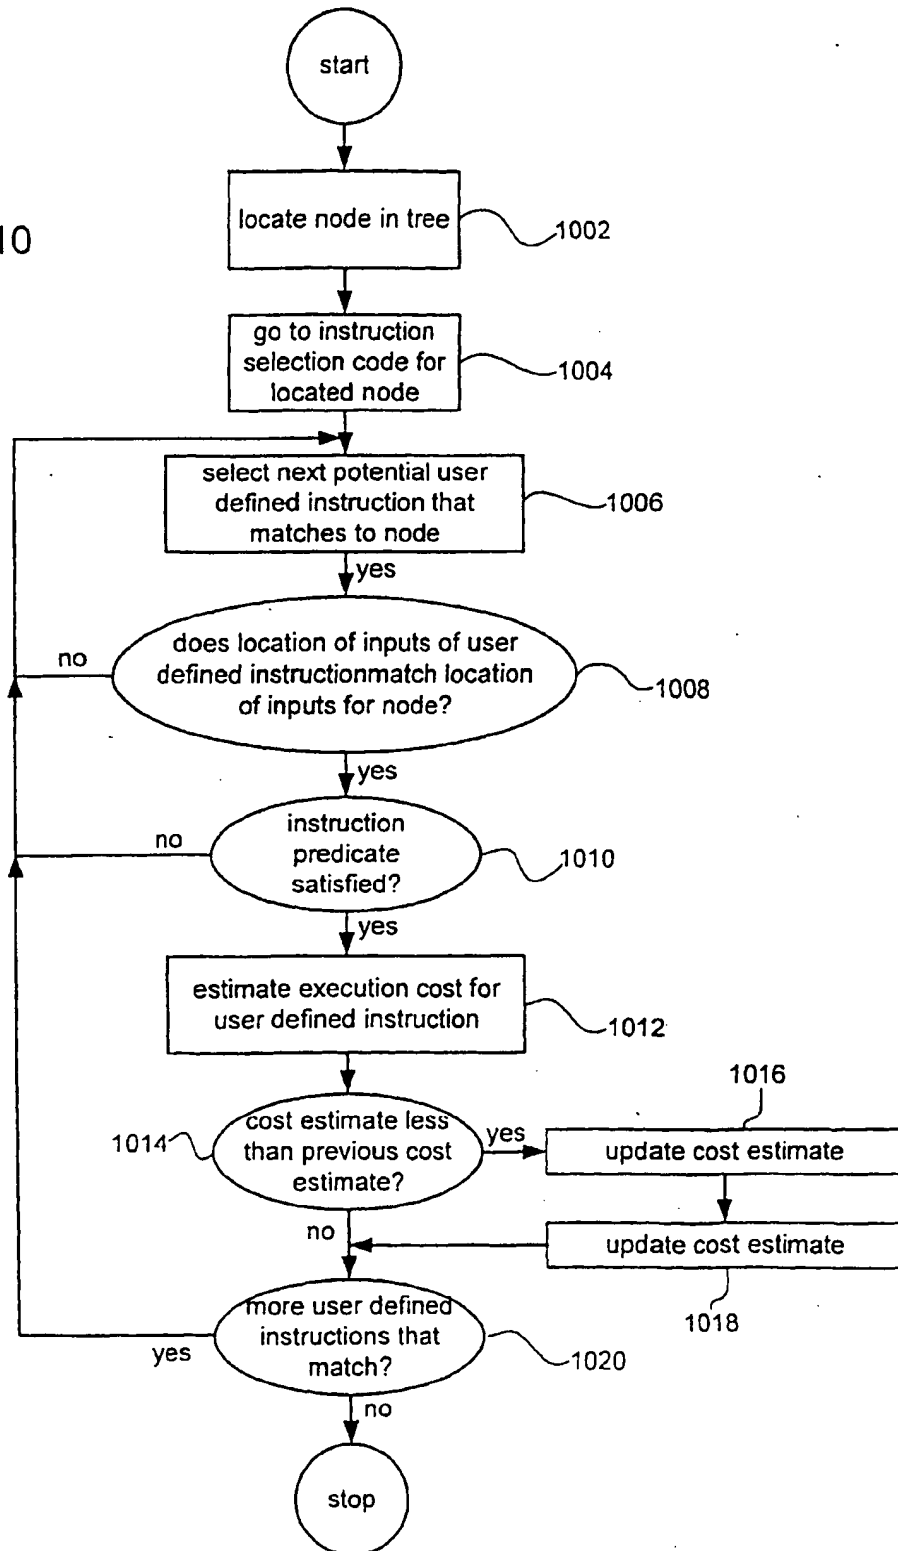 start
10
locate node in tree
1002
go to instruction
selection code for
located node
1004
select next potential user
defined instruction that
matches to node
1006
yes
does location of inputs of user
defined instructionmatch location
of inputs for node?
no
1008
yes
instruction
predicate
satisfied?
no
1010
yes
estimate execution cost for
user defined instruction
1012
1014
cost estimate less
than previous cost
estimate?
yes
1016
update cost estimate
no
update cost estimate
1018
more user defined
instructions that
match?
yes
1020
no
stop